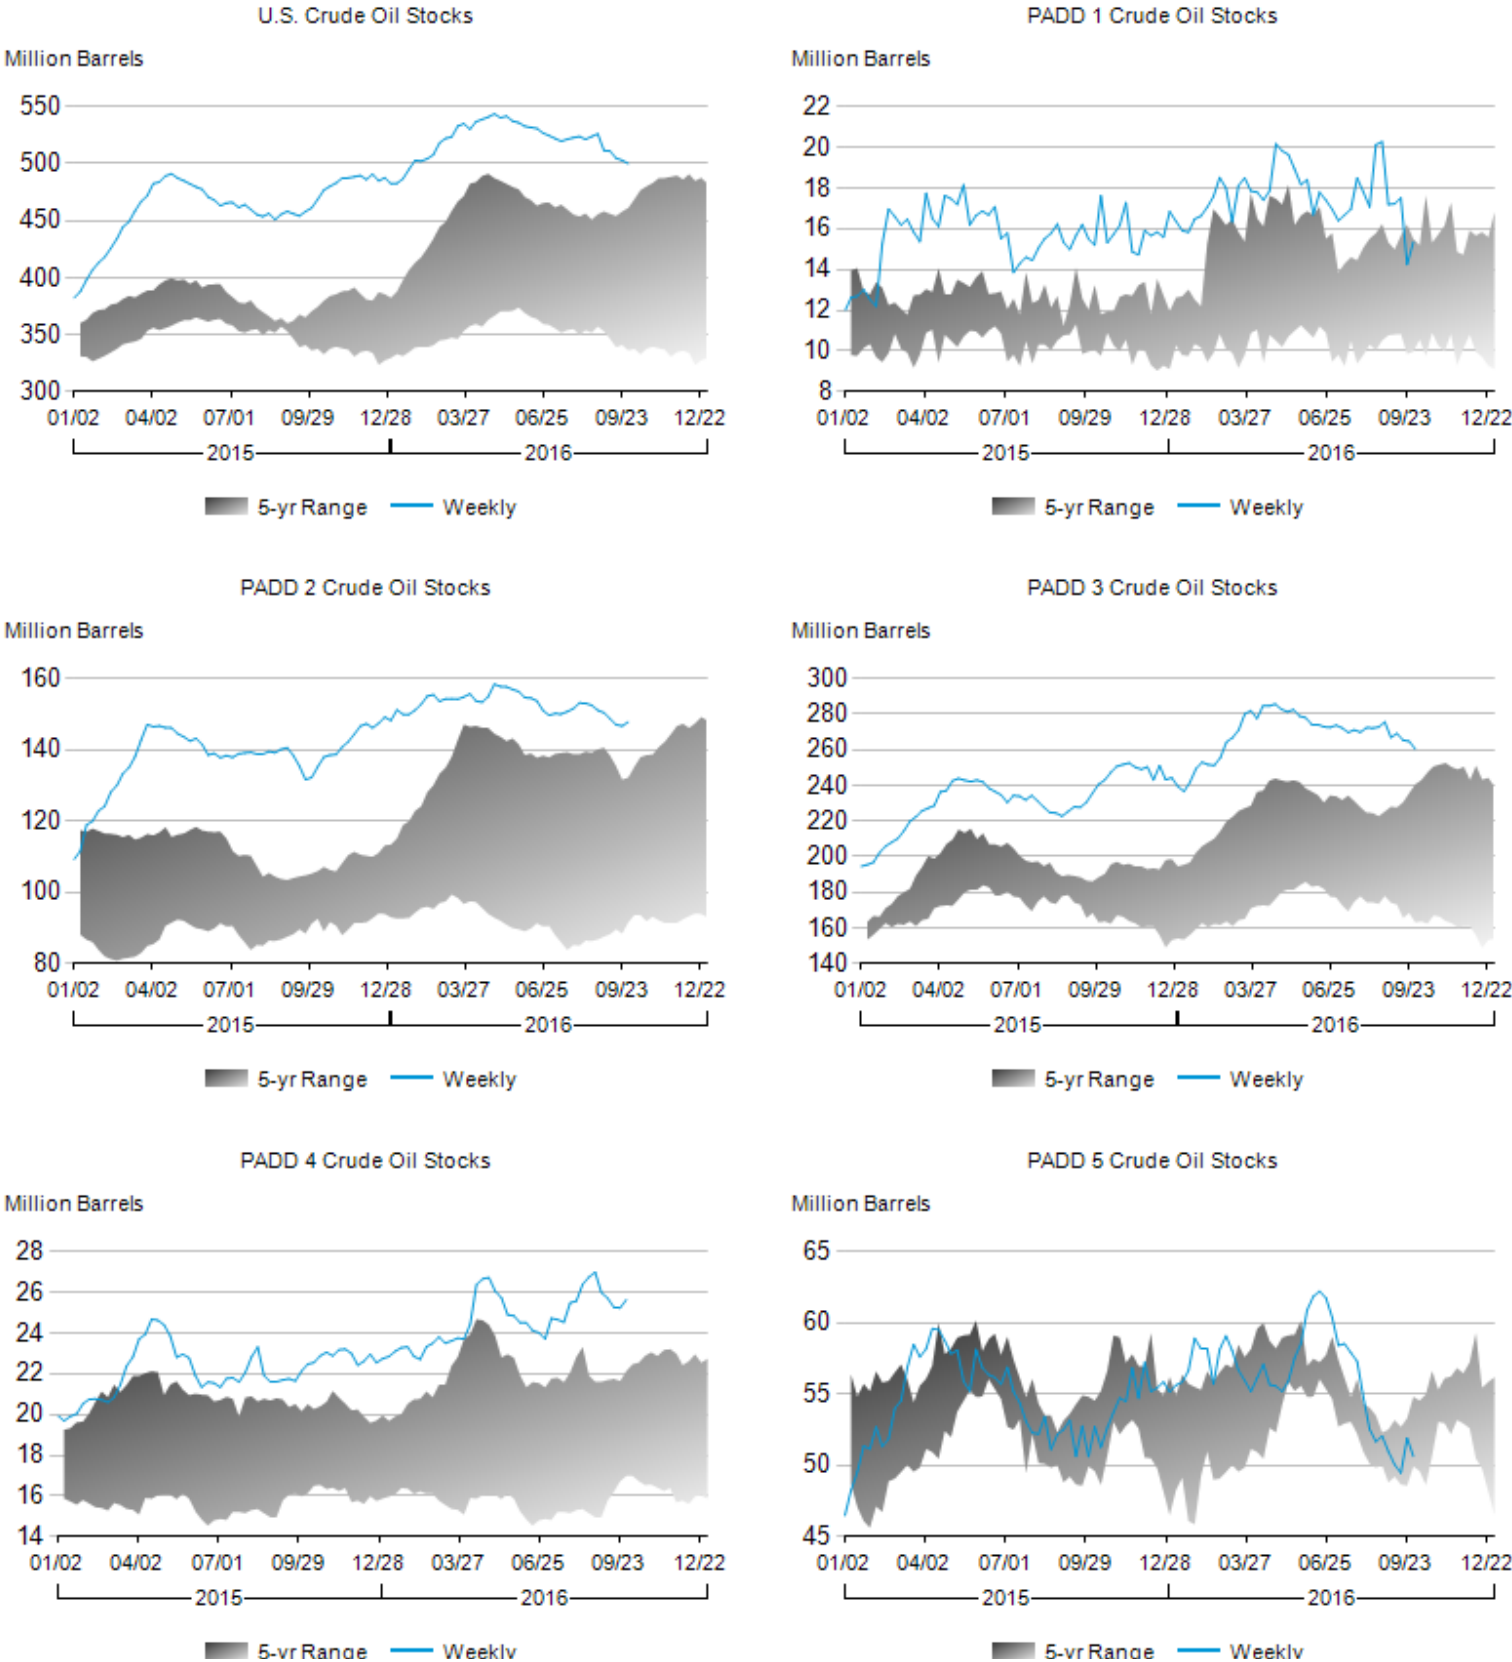 U.S. Crude Oil Stocks
Million Barrels
550
500
450
400
350
300
01/02 04/02 07/01 09/29 12/28 03/27 06/25 09/23 12/22
2015 2016
5-yr Range Weekly
PADD 1 Crude Oil Stocks
Million Barrels
22
20
18
16
14
12
10
8
01/02 04/02 07/01 09/29 12/28 03/27 06/25 09/23 12/22
2015 2016
5-yr Range Weekly
PADD 2 Crude Oil Stocks
Million Barrels
160
140
120
100
80
01/02 04/02 07/01 09/29 12/28 03/27 06/25 09/23 12/22
2015 2016
5-yr Range Weekly
PADD 3 Crude Oil Stocks
Million Barrels
300
280
260
240
220
200
180
160
140
01/02 04/02 07/01 09/29 12/28 03/27 06/25 09/23 12/22
2015 2016
5-yr Range Weekly
PADD 4 Crude Oil Stocks
Million Barrels
28
26
24
22
20
18
16
14
01/02 04/02 07/01 09/29 12/28 03/27 06/25 09/23 12/22
2015 2016
5-yr Range Weekly
PADD 5 Crude Oil Stocks
Million Barrels
65
60
55
50
45
01/02 04/02 07/01 09/29 12/28 03/27 06/25 09/23 12/22
2015 2016
5-yr Range Weekly